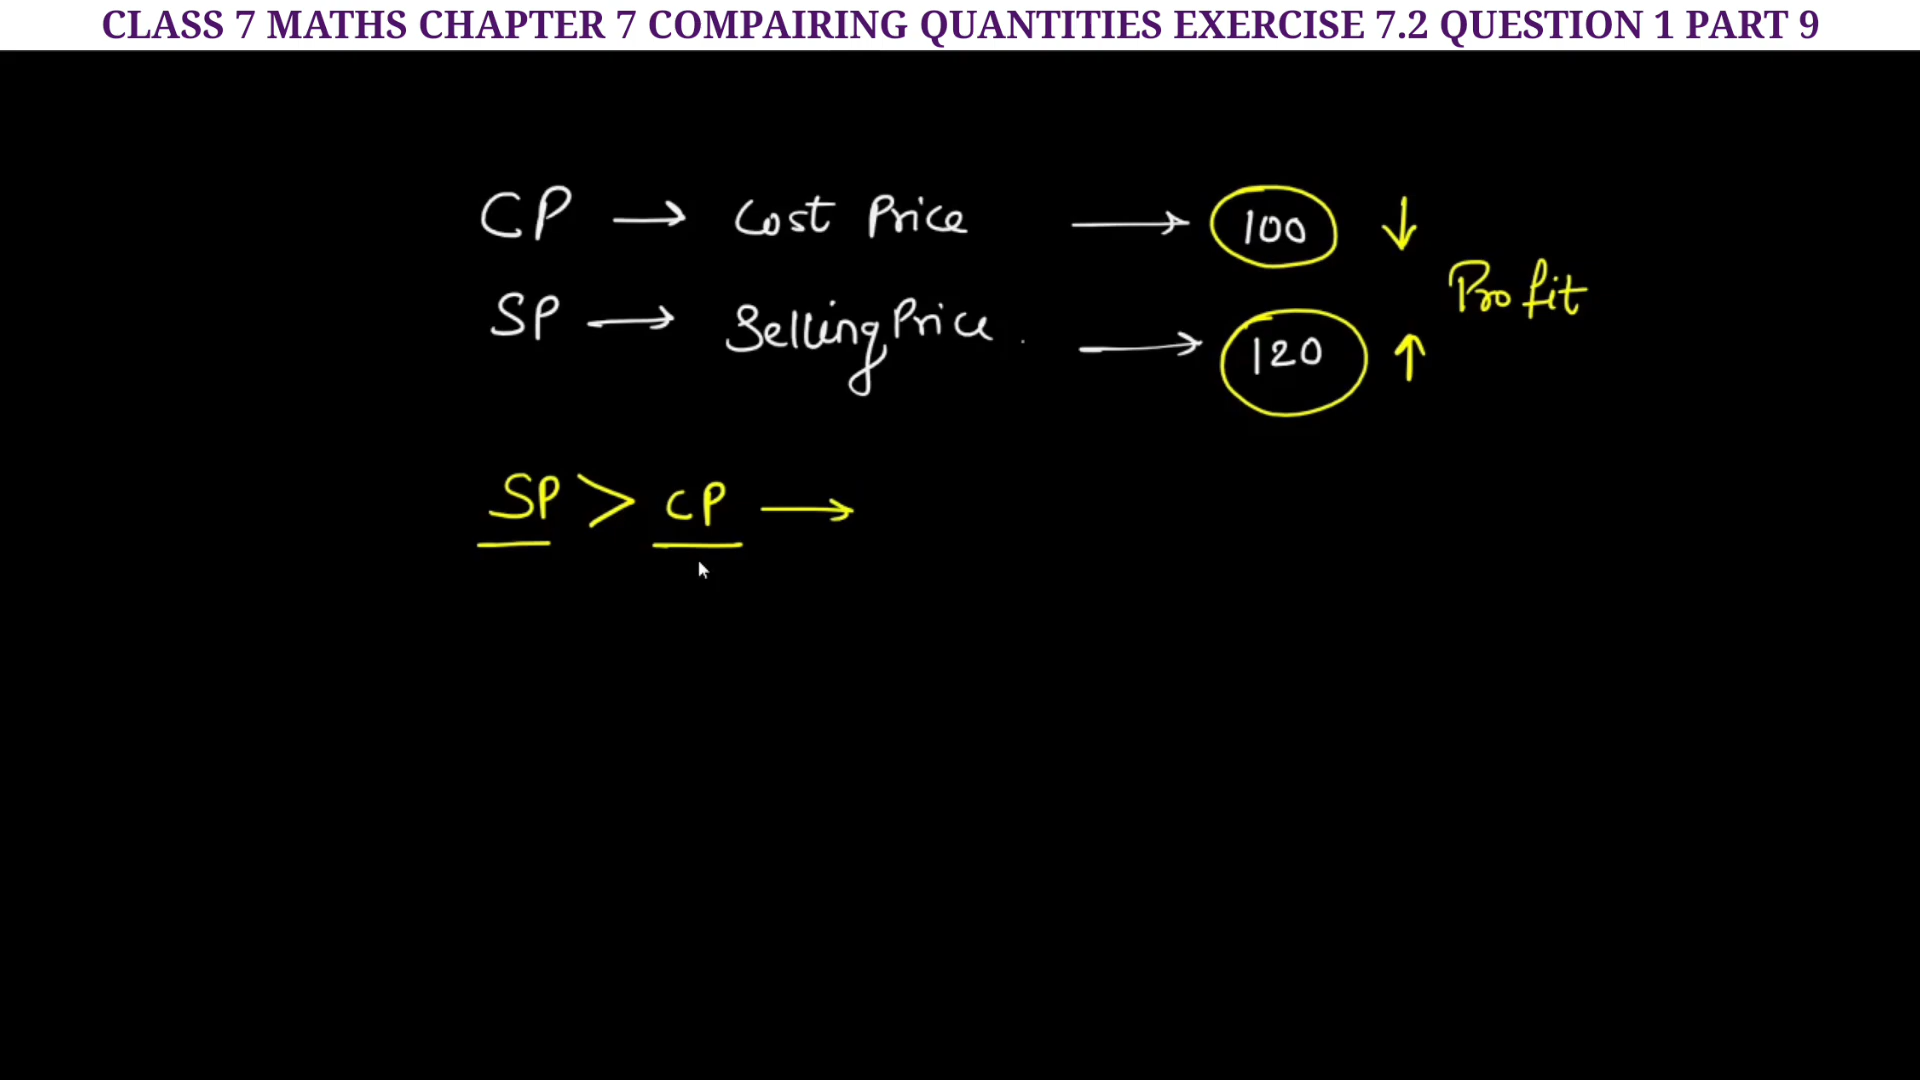 CLASS 7 MATHS CHAPTER 7 COMPAIRING QUANTITIES EXERCISE 7.2 QUESTION 1 PART 9
CP → Cost Price → 100 ↓
Profit
SP → Selling Price . → 120 ↑
SP > CP →